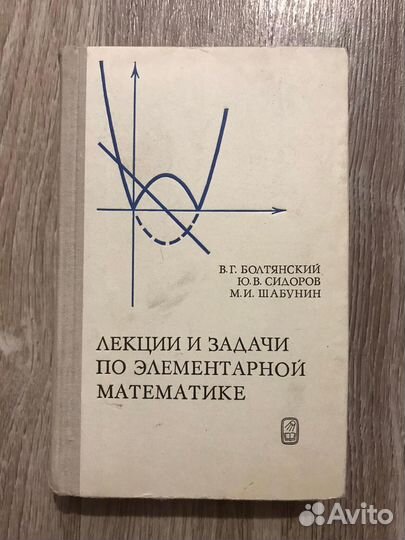 В.Г. БОЛТЯНСКИЙ
Ю.В. СИДОРОВ
М.И. ШАБУНИН
ЛЕКЦИИ И ЗАДАЧИ
ПО ЭЛЕМЕНТАРНОЙ
МАТЕМАТИКЕ
Avito